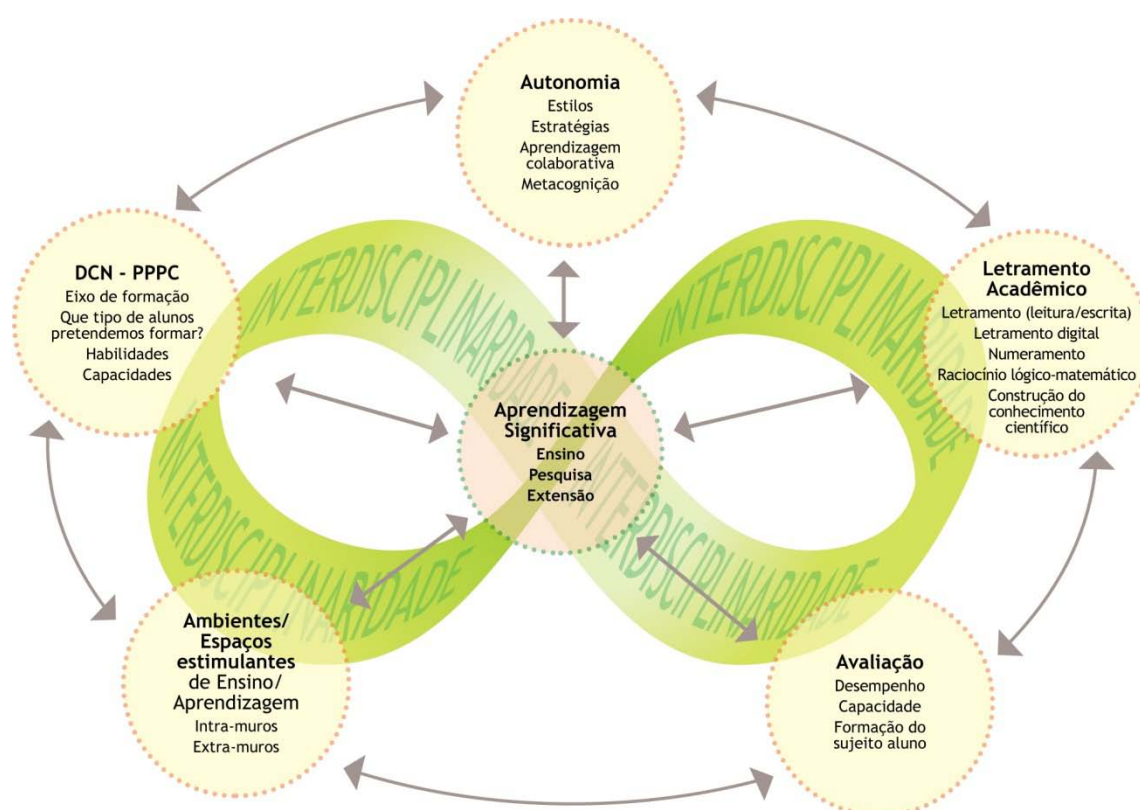 Autonomia
Estilos
Estratégias
Aprendizagem
colaborativa
Metacognição
DCN - PPPC
Eixo de formação
Que tipo de alunos
pretendemos formar?
Habilidades
Capacidades
Letramento
Acadêmico
Letramento (leitura/escrita)
Letramento digital
Numeramento
Raciocínio lógico-matemático
Construção do
conhecimento
científico
INTERDISCIPLINARIDADE
INTERDISCIPLINARIDADE
INTERDISCIPLINARIDADE
INTERDISCIPLINARIDADE
Aprendizagem
Significativa
Ensino
Pesquisa
Extensão
Ambientes/
Espaços
estimulantes
de Ensino/
Aprendizagem
Intra-muros
Extra-muros
Avaliação
Desempenho
Capacidade
Formação do
sujeito aluno